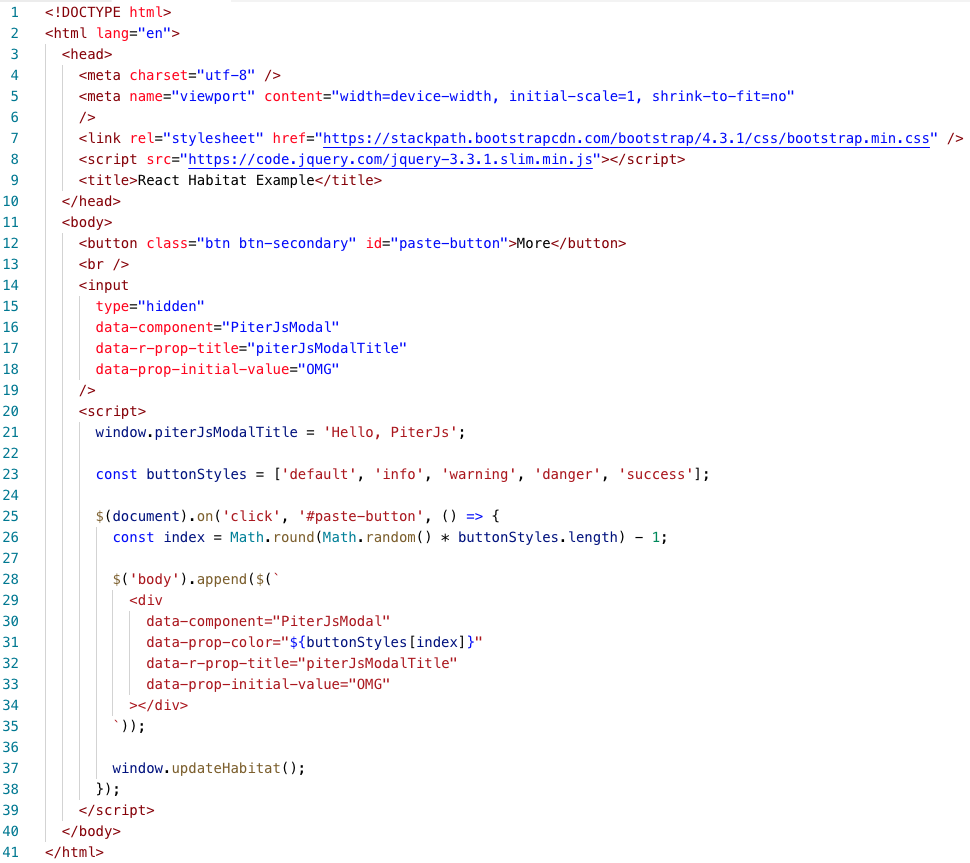 1 <!DOCTYPE html>
2 <html lang="en">
3 <head>
4 <meta charset="utf-8" />
5 <meta name="viewport" content="width=device-width, initial-scale=1, shrink-to-fit=no"
6 />
7 <link rel="stylesheet" href="https://stackpath.bootstrapcdn.com/bootstrap/4.3.1/css/bootstrap.min.css" />
8 <script src="https://code.jquery.com/jquery-3.3.1.slim.min.js"></script>
9 <title>React Habitat Example</title>
10 </head>
11 <body>
12 <button class="btn btn-secondary" id="paste-button">More</button>
13 <br />
14 <input
15 type="hidden"
16 data-component="PiterJsModal"
17 data-r-prop-title="piterJsModalTitle"
18 data-prop-initial-value="OMG"
19 />
20 <script>
21 window.piterJsModalTitle = 'Hello, PiterJs';
22
23 const buttonStyles = ['default', 'info', 'warning', 'danger', 'success'];
24
25 $(document).on('click', '#paste-button', () => {
26 const index = Math.round(Math.random() * buttonStyles.length) - 1;
27
28 $('body').append($(`
29 <div
30 data-component="PiterJsModal"
31 data-prop-color="${buttonStyles[index]}"
32 data-r-prop-title="piterJsModalTitle"
33 data-prop-initial-value="OMG"
34 ></div>
35 `));
36
37 window.updateHabitat();
38 });
39 </script>
40 </body>
41 </html>